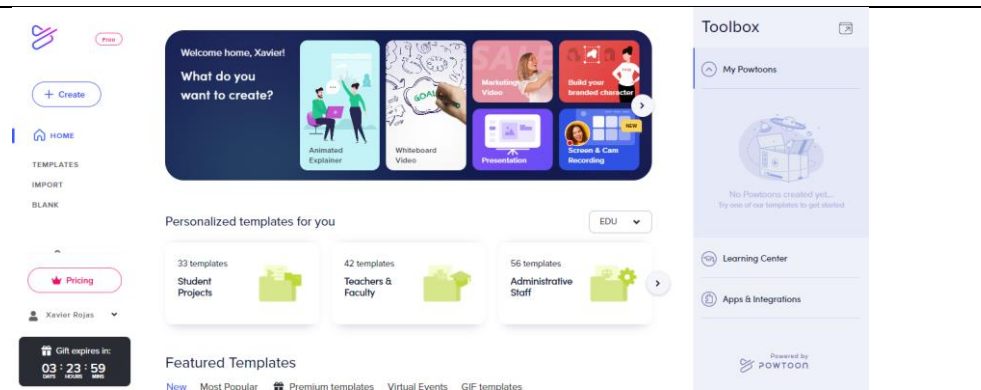 Free
+ Create
HOME
TEMPLATES
IMPORT
BLANK
Pricing
Xavier Rojas
Gift expires in:
03 : 23 : 59
DAYS HOURS MINS
Welcome home, Xavier!
What do you
want to create?
Animated
Explainer
GOAL
Whiteboard
Video
SALE
Marketing
Video
Build your
branded character
Presentation
NEW
Screen & Cam
Recording
Personalized templates for you
EDU
33 templates
Student
Projects
42 templates
Teachers &
Faculty
56 templates
Administrative
Staff
Featured Templates
New Most Popular Premium templates Virtual Events GIF templates
Toolbox
My Powtoons
No Powtoons created yet...
Try one of our templates to get started
Learning Center
Apps & Integrations
Powered by
POWTOON